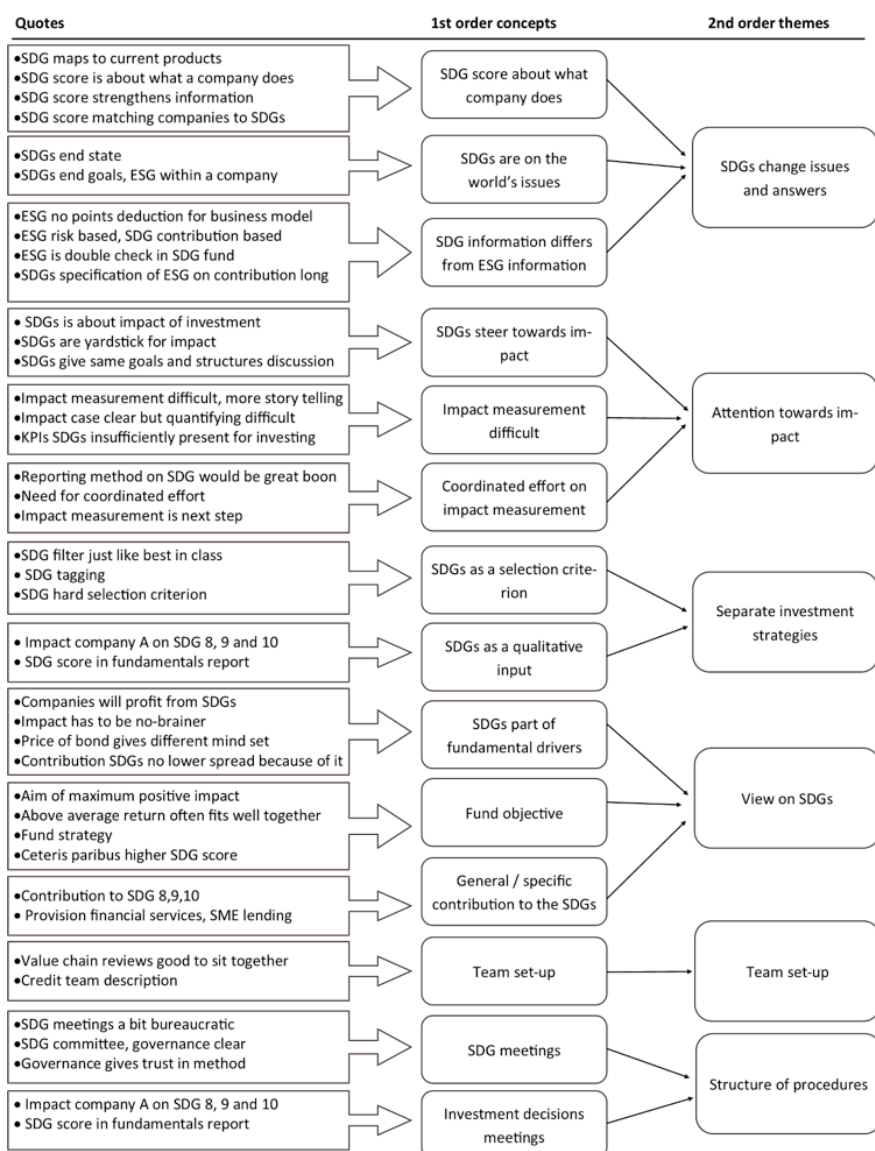 Quotes 1st order concepts 2nd order themes
•SDG maps to current products
•SDG score is about what a company does
•SDG score strengthens information
•SDG score matching companies to SDGs
SDG score about what
company does
•SDGs end state
•SDGs end goals, ESG within a company
SDGs are on the
world's issues
•ESG no points deduction for business model
•ESG risk based, SDG contribution based
•ESG is double check in SDG fund
•SDGs specification of ESG on contribution long
SDG information differs
from ESG information
SDGs change issues
and answers
• SDGs is about impact of investment
•SDGs are yardstick for impact
•SDGs give same goals and structures discussion
SDGs steer towards im-
pact
•Impact measurement difficult, more story telling
•Impact case clear but quantifying difficult
•KPIs SDGs insufficiently present for investing
Impact measurement
difficult
•Reporting method on SDG would be great boon
•Need for coordinated effort
•Impact measurement is next step
Coordinated effort on
impact measurement
Attention towards im-
pact
•SDG filter just like best in class
• SDG tagging
•SDG hard selection criterion
SDGs as a selection crite-
rion
• Impact company A on SDG 8, 9 and 10
• SDG score in fundamentals report
SDGs as a qualitative
input
Separate investment
strategies
•Companies will profit from SDGs
•Impact has to be no-brainer
•Price of bond gives different mind set
•Contribution SDGs no lower spread because of it
SDGs part of
fundamental drivers
•Aim of maximum positive impact
•Above average return often fits well together
•Fund strategy
•Ceteris paribus higher SDG score
Fund objective
•Contribution to SDG 8,9,10
• Provision financial services, SME lending
General / specific
contribution to the SDGs
View on SDGs
•Value chain reviews good to sit together
•Credit team description
Team set-up
Team set-up
•SDG meetings a bit bureaucratic
•SDG committee, governance clear
•Governance gives trust in method
SDG meetings
• Impact company A on SDG 8, 9 and 10
• SDG score in fundamentals report
Investment decisions
meetings
Structure of procedures